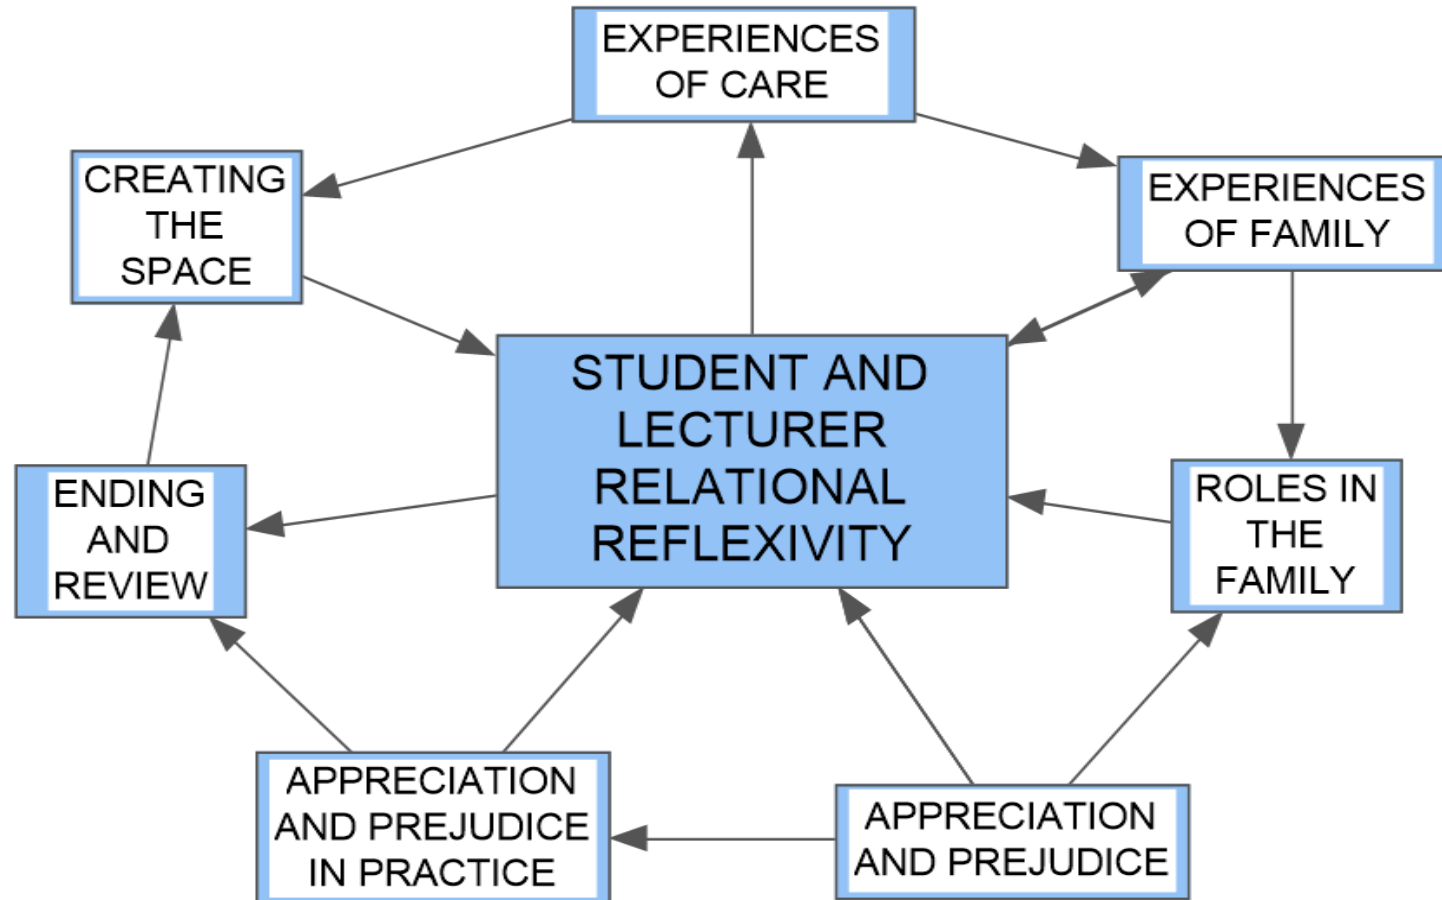 EXPERIENCES
OF CARE
CREATING
THE
SPACE
EXPERIENCES
OF FAMILY
STUDENT AND
LECTURER
RELATIONAL
REFLEXIVITY
ENDING
AND
REVIEW
ROLES IN
THE
FAMILY
APPRECIATION
AND PREJUDICE
IN PRACTICE
APPRECIATION
AND PREJUDICE